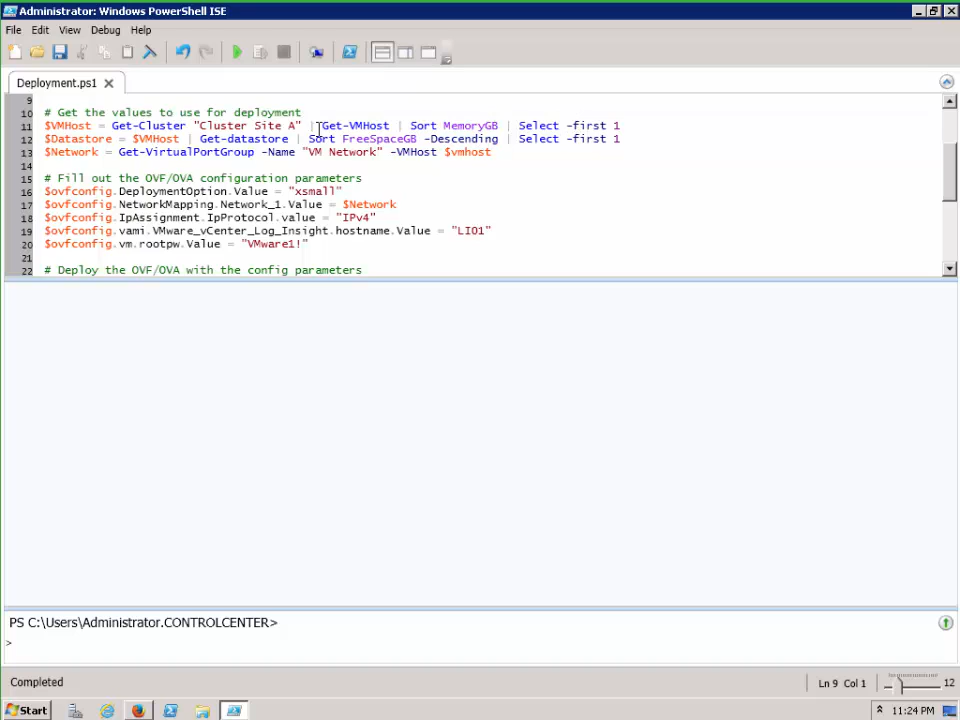 Administrator: Windows PowerShell ISE
File Edit View Debug Help
Deployment.ps1
9
10 # Get the values to use for deployment
11 $VMHost = Get-Cluster "Cluster Site A" | Get-VMHost | Sort MemoryGB | Select -first 1
12 $Datastore = $VMHost | Get-datastore | Sort FreeSpaceGB -Descending | Select -first 1
13 $Network = Get-VirtualPortGroup -Name "VM Network" -VMHost $vmhost
14
15 # Fill out the OVF/OVA configuration parameters
16 $ovfconfig.DeploymentOption.Value = "xsmall"
17 $ovfconfig.NetworkMapping.Network_1.Value = $Network
18 $ovfconfig.IpAssignment.IpProtocol.value = "IPv4"
19 $ovfconfig.vami.VMware_vCenter_Log_Insight.hostname.Value = "LI01"
20 $ovfconfig.vm.rootpw.Value = "VMware1!"
21
22 # Deploy the OVF/OVA with the config parameters
PS C:\Users\Administrator.CONTROLCENTER>
>
Completed Ln 9 Col 1 12
Start 11:24 PM